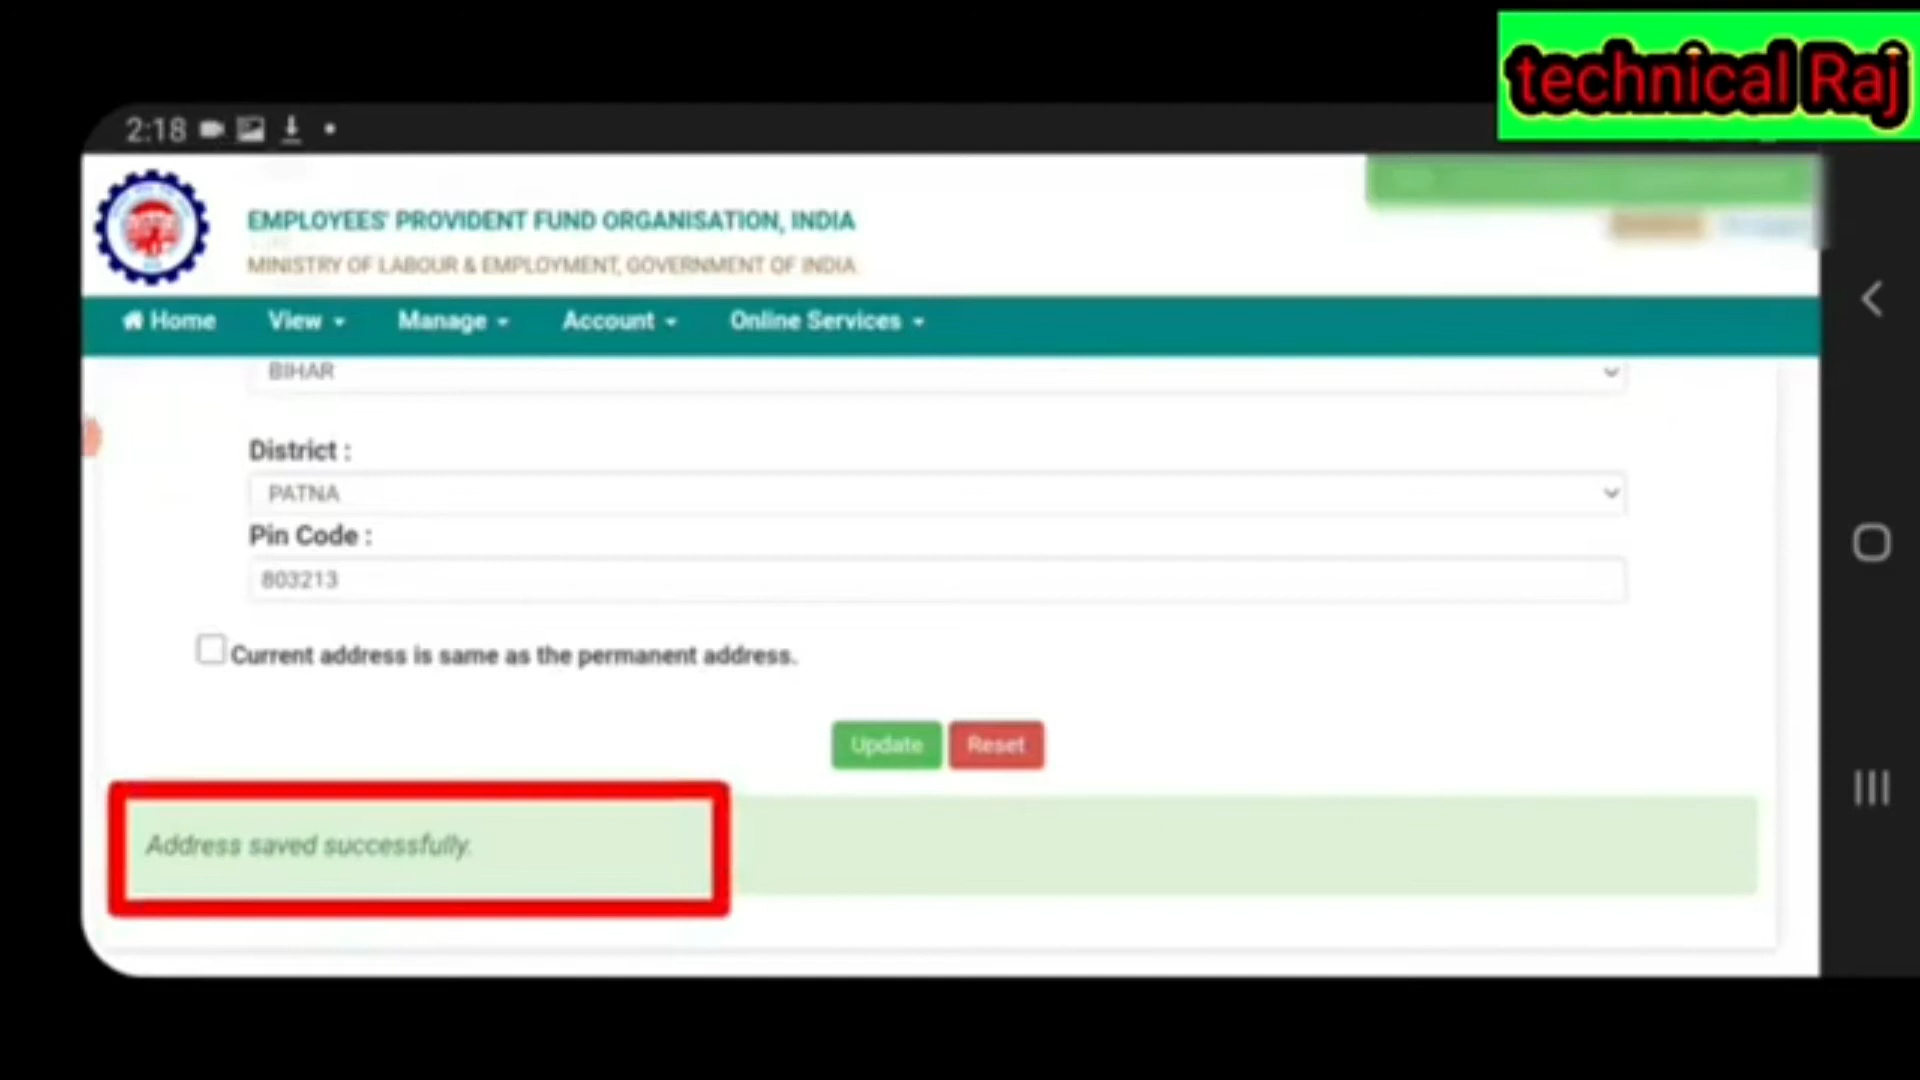 technical Raj
2:18
EMPLOYEES' PROVIDENT FUND ORGANISATION, INDIA
MINISTRY OF LABOUR & EMPLOYMENT, GOVERNMENT OF INDIA
Home View Manage Account Online Services
BIHAR
District :
PATNA
Pin Code :
803213
Current address is same as the permanent address.
Update Reset
Address saved successfully.